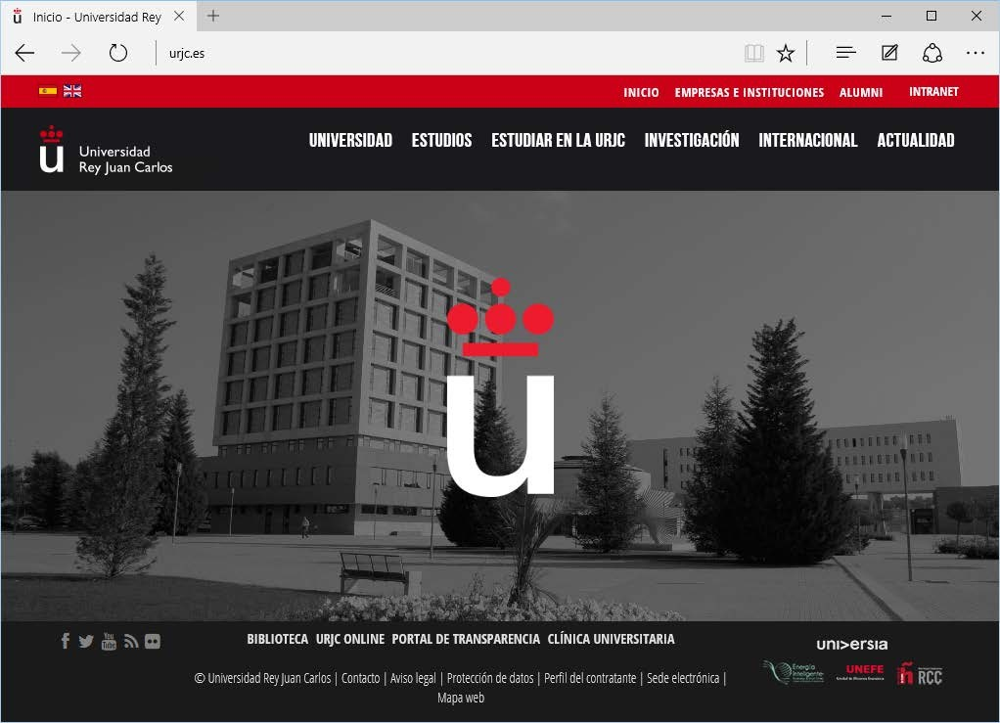 Inicio - Universidad Rey
urjc.es
INICIO EMPRESAS E INSTITUCIONES ALUMNI INTRANET
Universidad
Rey Juan Carlos
UNIVERSIDAD ESTUDIOS ESTUDIAR EN LA URJC INVESTIGACIÓN INTERNACIONAL ACTUALIDAD
u
BIBLIOTECA URJC ONLINE PORTAL DE TRANSPARENCIA CLÍNICA UNIVERSITARIA
universia
Energía
Inteligente
UNEFE
RCC
© Universidad Rey Juan Carlos | Contacto | Aviso legal | Protección de datos | Perfil del contratante | Sede electrónica |
Mapa web